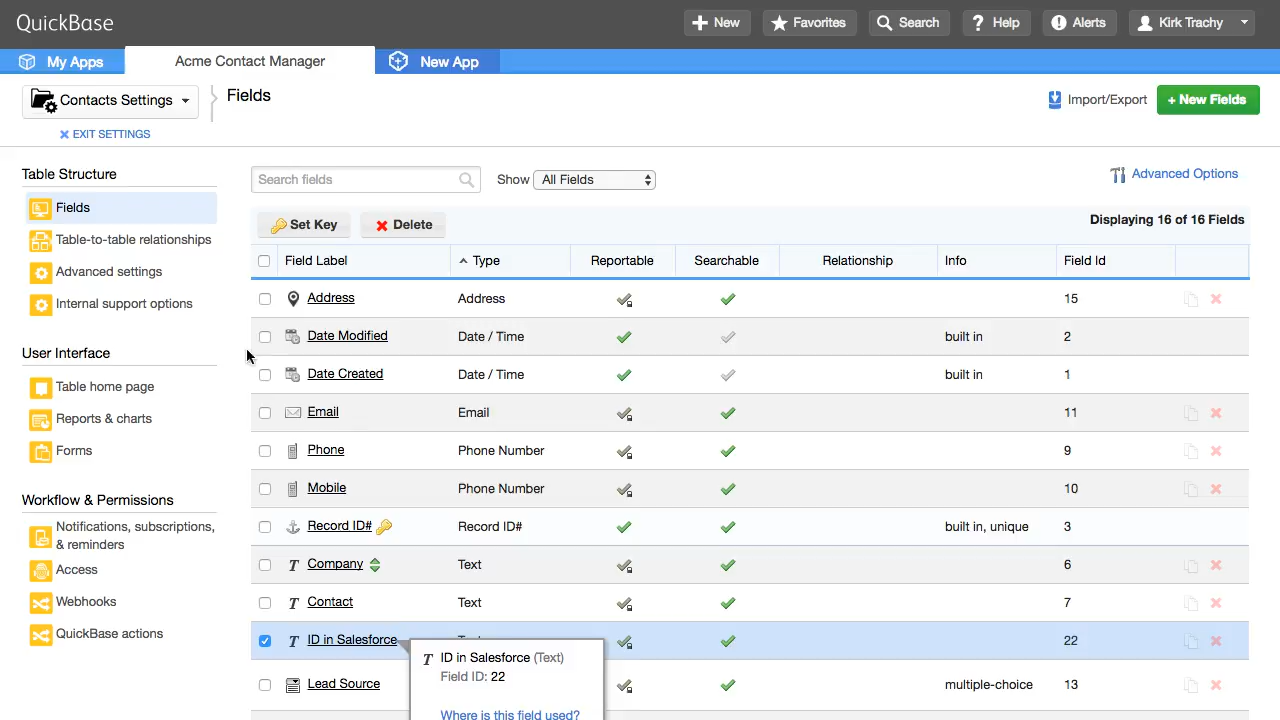 QuickBase
New
Favorites
Search
? Help
Alerts
Kirk Trachy
My Apps
Acme Contact Manager
New App
Contacts Settings
Fields
Import/Export
+ New Fields
EXIT SETTINGS
Table Structure
Fields
Table-to-table relationships
Advanced settings
Internal support options
User Interface
Table home page
Reports & charts
Forms
Workflow & Permissions
Notifications, subscriptions,
& reminders
Access
Webhooks
QuickBase actions
Search fields
Show All Fields
Advanced Options
Set Key
Delete
Displaying 16 of 16 Fields
Field Label Type Reportable Searchable Relationship Info Field Id
Address Address 15
Date Modified Date / Time built in 2
Date Created Date / Time built in 1
Email Email 11
Phone Phone Number 9
Mobile Phone Number 10
Record ID# Record ID# built in, unique 3
T Company Text 6
T Contact Text 7
T ID in Salesforce 22
T ID in Salesforce (Text)
Field ID: 22
Lead Source multiple-choice 13
Where is this field used?